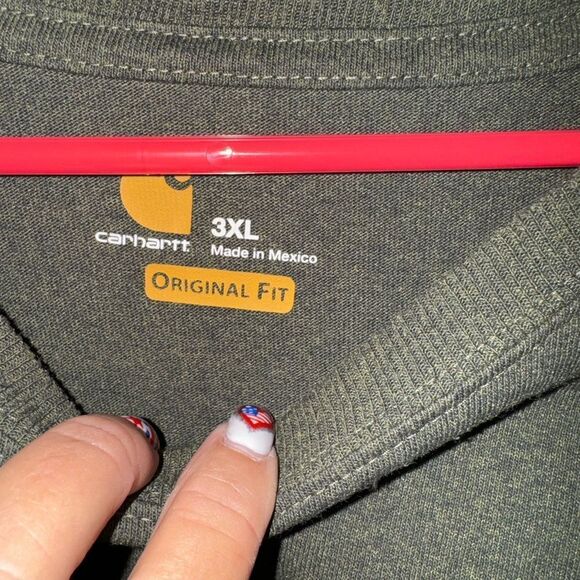 carhartt
3XL
Made in Mexico
ORIGINAL FIT